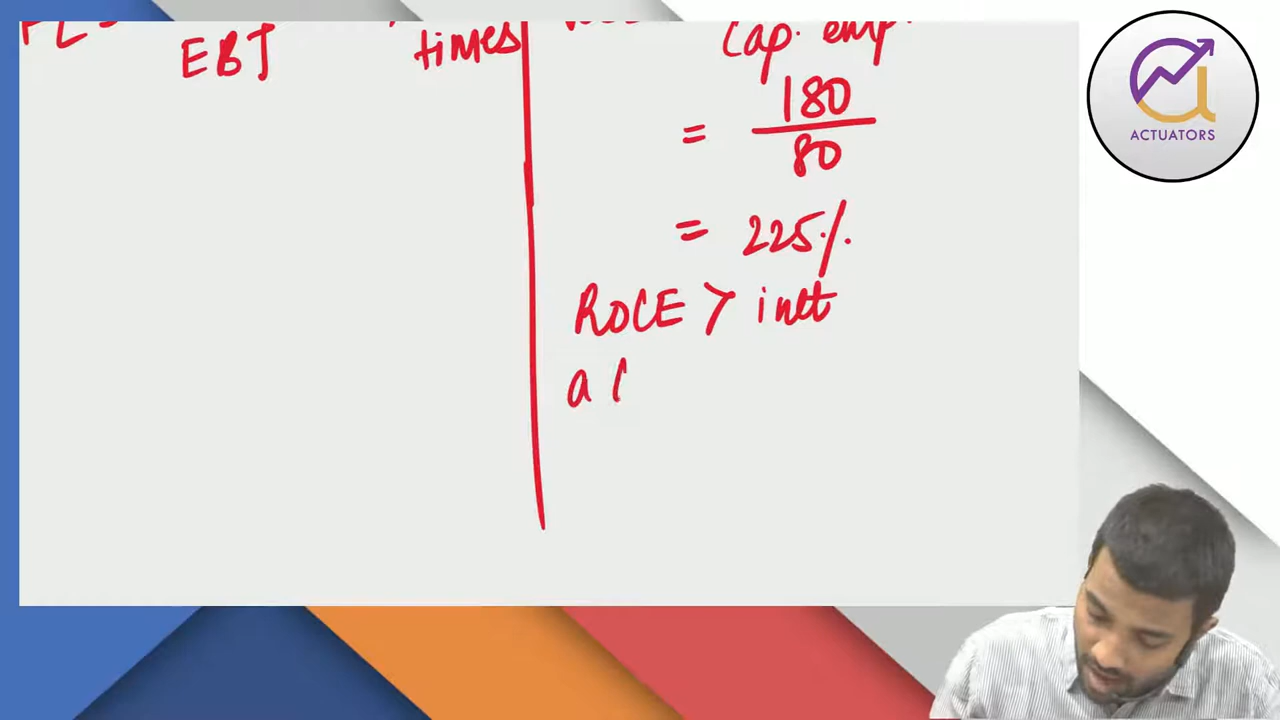 EBT
times
Cap. emp.
= 180
80
= 225%
ROCE > int
a (
ACTUATORS